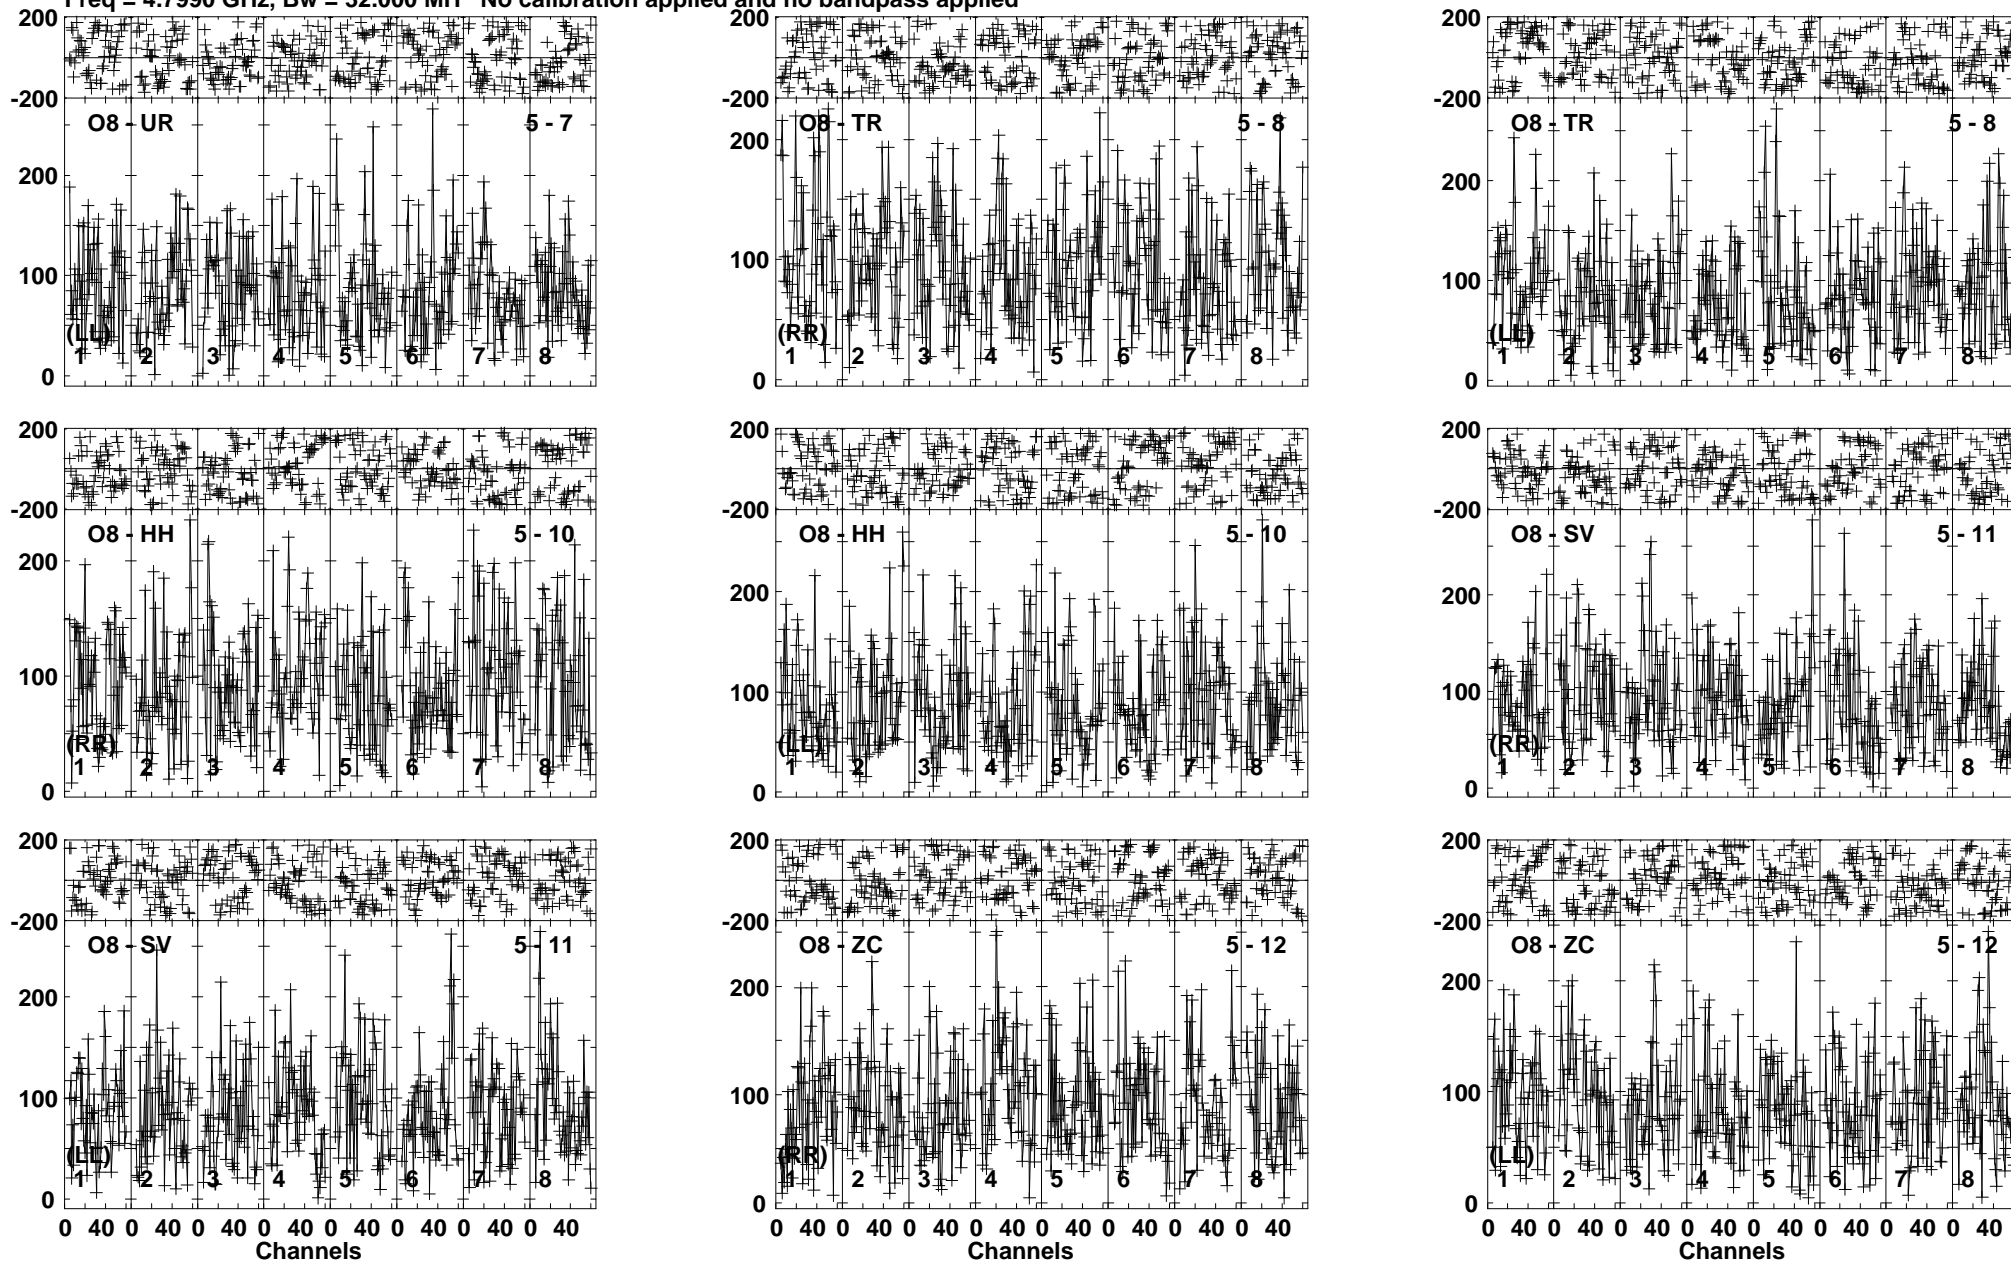 Freq = 4.7990 GHz, Bw = 32.000 MH No calibration applied and no bandpass applied
200 200 200
-200 -200 -200
O8 - UR 5 - 7 O8 - TR 5 - 8 O8 - TR 5 - 8
200 200 200
100 100 100
(LL) (RR) (LL)
1 2 3 4 5 6 7 8 1 2 3 4 5 6 7 8 1 2 3 4 5 6 7 8
0 0 0
200 200 200
-200 -200 -200
O8 - HH 5 - 10 O8 - HH 5 - 10 O8 - SV 5 - 11
200 200 200
100 100 100
(RR) (LL) (RR)
1 2 3 4 5 6 7 8 1 2 3 4 5 6 7 8 1 2 3 4 5 6 7 8
0 0 0
200 200 200
-200 -200 -200
O8 - SV 5 - 11 O8 - ZC 5 - 12 O8 - ZC 5 - 12
200 200 200
100 100 100
(LL) (RR) (LL)
1 2 3 4 5 6 7 8 1 2 3 4 5 6 7 8 1 2 3 4 5 6 7 8
0 0 0
0 40 0 40 0 40 0 40 0 40 0 40 0 40 0 40 0 40 0 40 0 40 0 40 0 40 0 40 0 40 0 40 0 40 0 40 0 40 0 40 0 40 0 40 0 40 0 40
Channels Channels Channels